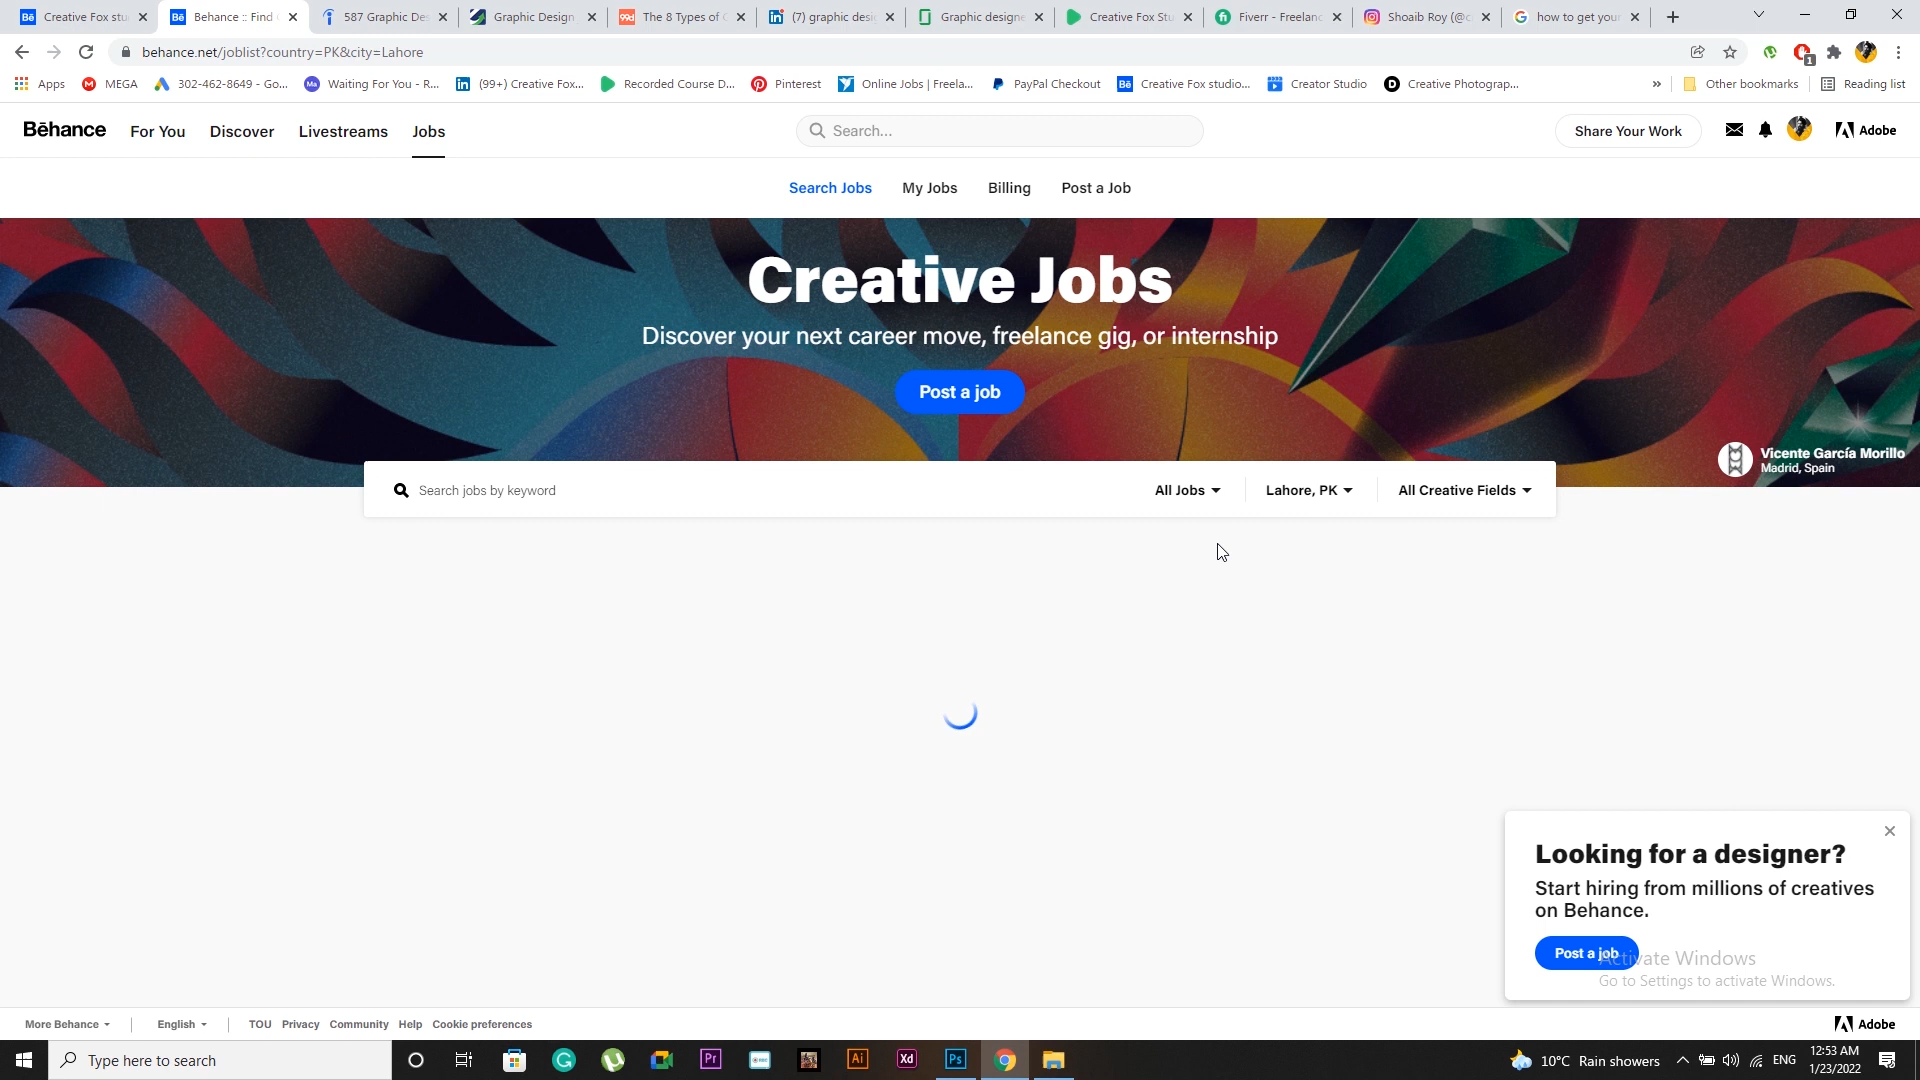 Creative Fox stu
Behance :: Find
587 Graphic De
Graphic Design
The 8 Types of
(7) graphic desi
Graphic designe
Creative Fox Stu
Fiverr - Freelanc
Shoaib Roy (@c
how to get your
behance.net/joblist?country=PK&city=Lahore
Apps
MEGA
302-462-8649 - Go...
Waiting For You - R...
(99+) Creative Fox...
Recorded Course D...
Pinterest
Online Jobs | Freela...
PayPal Checkout
Creative Fox studio...
Creator Studio
Creative Photograp...
»
Other bookmarks
Reading list
Bēhance
For You
Discover
Livestreams
Jobs
Search...
Share Your Work
Adobe
Search Jobs
My Jobs
Billing
Post a Job
Creative Jobs
Discover your next career move, freelance gig, or internship
Post a job
Vicente García Morillo
Madrid, Spain
Search jobs by keyword
All Jobs
Lahore, PK
All Creative Fields
Looking for a designer?
Start hiring from millions of creatives
on Behance.
Post a job
Activate Windows
Go to Settings to activate Windows.
More Behance
English
TOU
Privacy
Community
Help
Cookie preferences
Adobe
Type here to search
10°C Rain showers
ENG
12:53 AM
1/23/2022